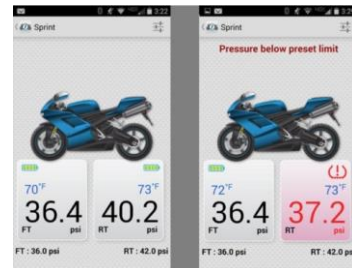 3:22
Sprint
70°F
73°F
36.4
40.2
FT psi
RT psi
FT : 36.0 psi
RT : 42.0 psi
3:21
Sprint
Pressure below preset limit
72°F
73°F
36.4
37.2
FT psi
RT psi
FT : 36.0 psi
RT : 42.0 psi